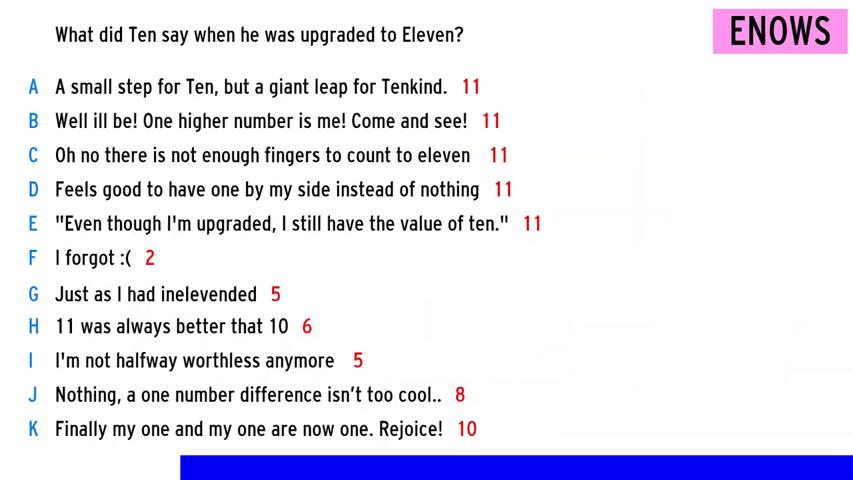 What did Ten say when he was upgraded to Eleven?
ENOWS
A A small step for Ten, but a giant leap for Tenkind. 11
B Well ill be! One higher number is me! Come and see! 11
C Oh no there is not enough fingers to count to eleven 11
D Feels good to have one by my side instead of nothing 11
E "Even though I'm upgraded, I still have the value of ten." 11
F I forgot :( 2
G Just as I had inelevended 5
H 11 was always better that 10 6
I I'm not halfway worthless anymore 5
J Nothing, a one number difference isn't too cool.. 8
K Finally my one and my one are now one. Rejoice! 10